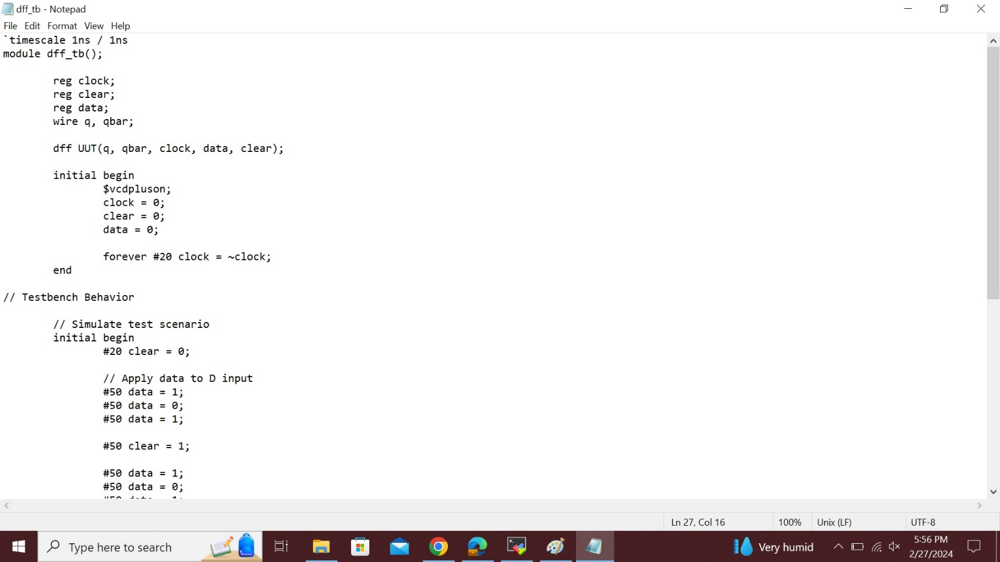 dff_tb - Notepad
File Edit Format View Help
`timescale 1ns / 1ns
module dff_tb();
reg clock;
reg clear;
reg data;
wire q, qbar;
dff UUT(q, qbar, clock, data, clear);
initial begin
$vcdpluson;
clock = 0;
clear = 0;
data = 0;
forever #20 clock = ~clock;
end
// Testbench Behavior
// Simulate test scenario
initial begin
#20 clear = 0;
// Apply data to D input
#50 data = 1;
#50 data = 0;
#50 data = 1;
#50 clear = 1;
#50 data = 1;
#50 data = 0;
Ln 27, Col 16
100%
Unix (LF)
UTF-8
Type here to search
Very humid
5:56 PM
2/27/2024